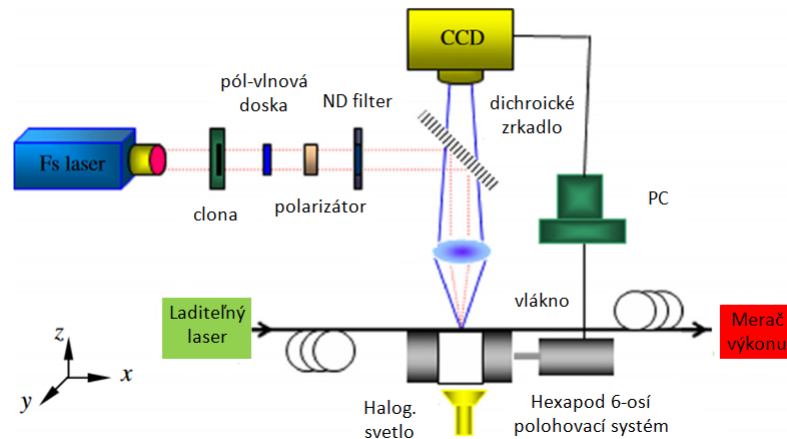 CCD
pól-vlnová
doska
ND filter
dichroické
zrkadlo
Fs laser
clona
polarizátor
PC
vlákno
Laditeľný
laser
Merač
výkonu
z
x
y
Halog.
svetlo
Hexapod 6-osí
polohovací systém